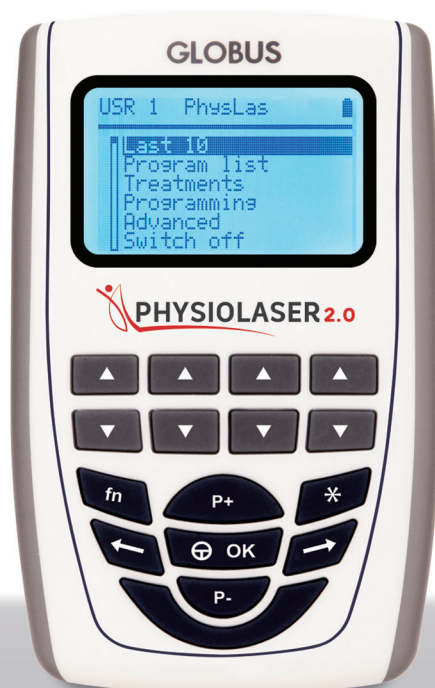 GLOBUS
USR 1 PhysLas
Last 10
Program list
Treatments
Programming
Advanced
Switch off
PHYSIOLASER 2.0
fn
P+
OK
P-